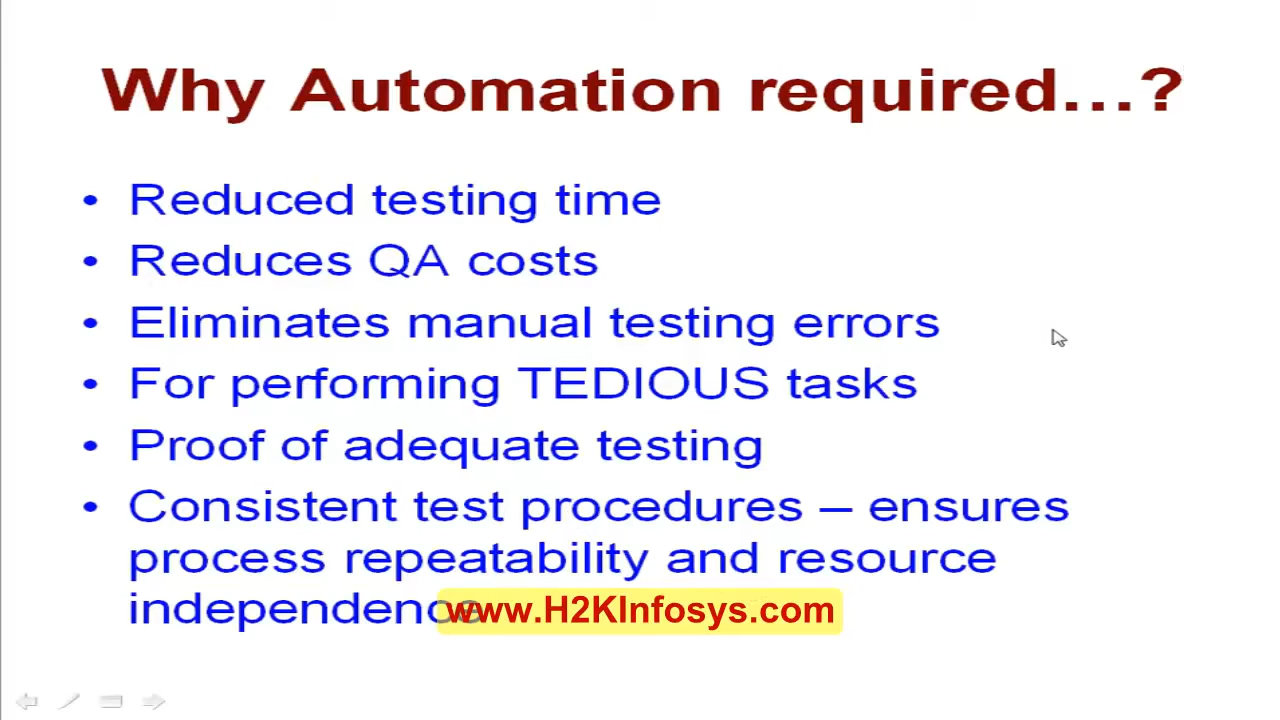 Why Automation required...?
• Reduced testing time
• Reduces QA costs
• Eliminates manual testing errors
• For performing TEDIOUS tasks
• Proof of adequate testing
• Consistent test procedures – ensures
process repeatability and resource
independence
www.H2KInfosys.com